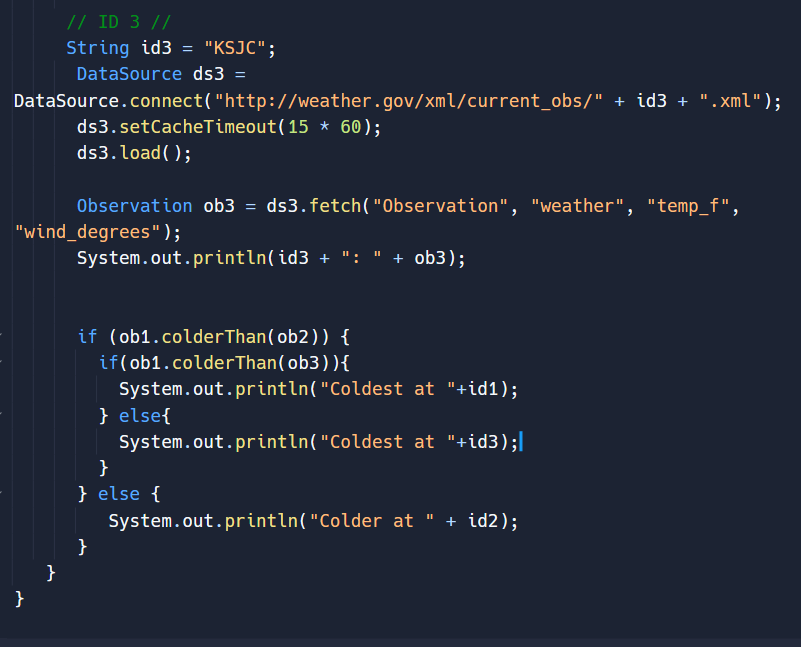 // ID 3 //
String id3 = "KSJC";
DataSource ds3 =
DataSource.connect("http://weather.gov/xml/current_obs/" + id3 + ".xml");
ds3.setCacheTimeout(15 * 60);
ds3.load();
Observation ob3 = ds3.fetch("Observation", "weather", "temp_f",
"wind_degrees");
System.out.println(id3 + ": " + ob3);
if (ob1.colderThan(ob2)) {
if(ob1.colderThan(ob3)){
System.out.println("Coldest at "+id1);
} else{
System.out.println("Coldest at "+id3);
}
} else {
System.out.println("Colder at " + id2);
}
}
}